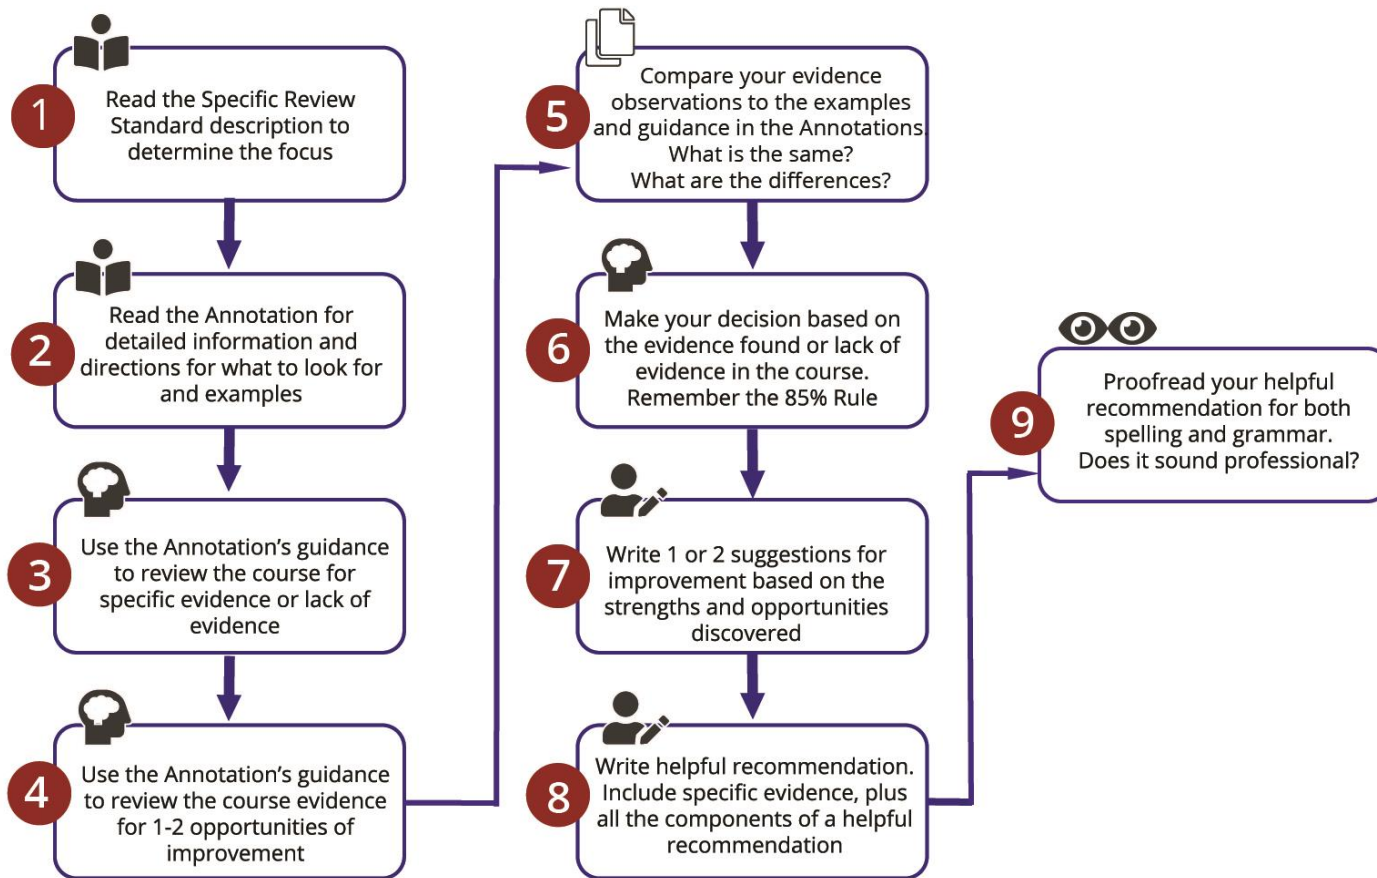 1
Read the Specific Review
Standard description to
determine the focus
2
Read the Annotation for
detailed information and
directions for what to look for
and examples
3
Use the Annotation’s guidance
to review the course for
specific evidence or lack of
evidence
4
Use the Annotation’s guidance
to review the course evidence
for 1-2 opportunities of
improvement
5
Compare your evidence
observations to the examples
and guidance in the Annotations.
What is the same?
What are the differences?
6
Make your decision based on
the evidence found or lack of
evidence in the course.
Remember the 85% Rule
7
Write 1 or 2 suggestions for
improvement based on the
strengths and opportunities
discovered
8
Write helpful recommendation.
Include specific evidence, plus
all the components of a helpful
recommendation
9
Proofread your helpful
recommendation for both
spelling and grammar.
Does it sound professional?